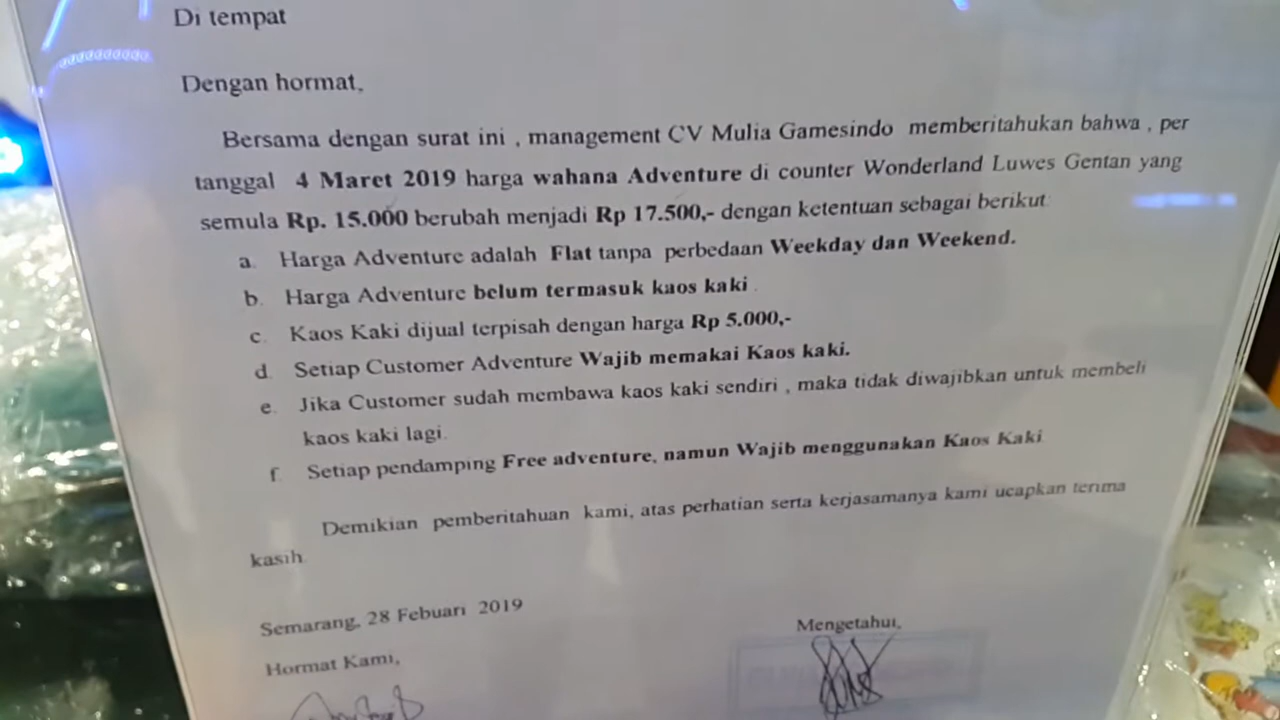 Di tempat
Dengan hormat,
Bersama dengan surat ini , management CV Mulia Gamesindo memberitahukan bahwa , per
tanggal 4 Maret 2019 harga wahana Adventure di counter Wonderland Luwes Gentan yang
semula Rp. 15.000 berubah menjadi Rp 17.500,- dengan ketentuan sebagai berikut:
a. Harga Adventure adalah Flat tanpa perbedaan Weekday dan Weekend.
b. Harga Adventure belum termasuk kaos kaki .
c. Kaos Kaki dijual terpisah dengan harga Rp 5.000,-
d. Setiap Customer Adventure Wajib memakai Kaos kaki.
e. Jika Customer sudah membawa kaos kaki sendiri , maka tidak diwajibkan untuk membeli
kaos kaki lagi.
f. Setiap pendamping Free adventure, namun Wajib menggunakan Kaos Kaki.
Demikian pemberitahuan kami, atas perhatian serta kerjasamanya kami ucapkan terima
kasih.
Semarang, 28 Febuari 2019
Mengetahui,
Hormat Kami,